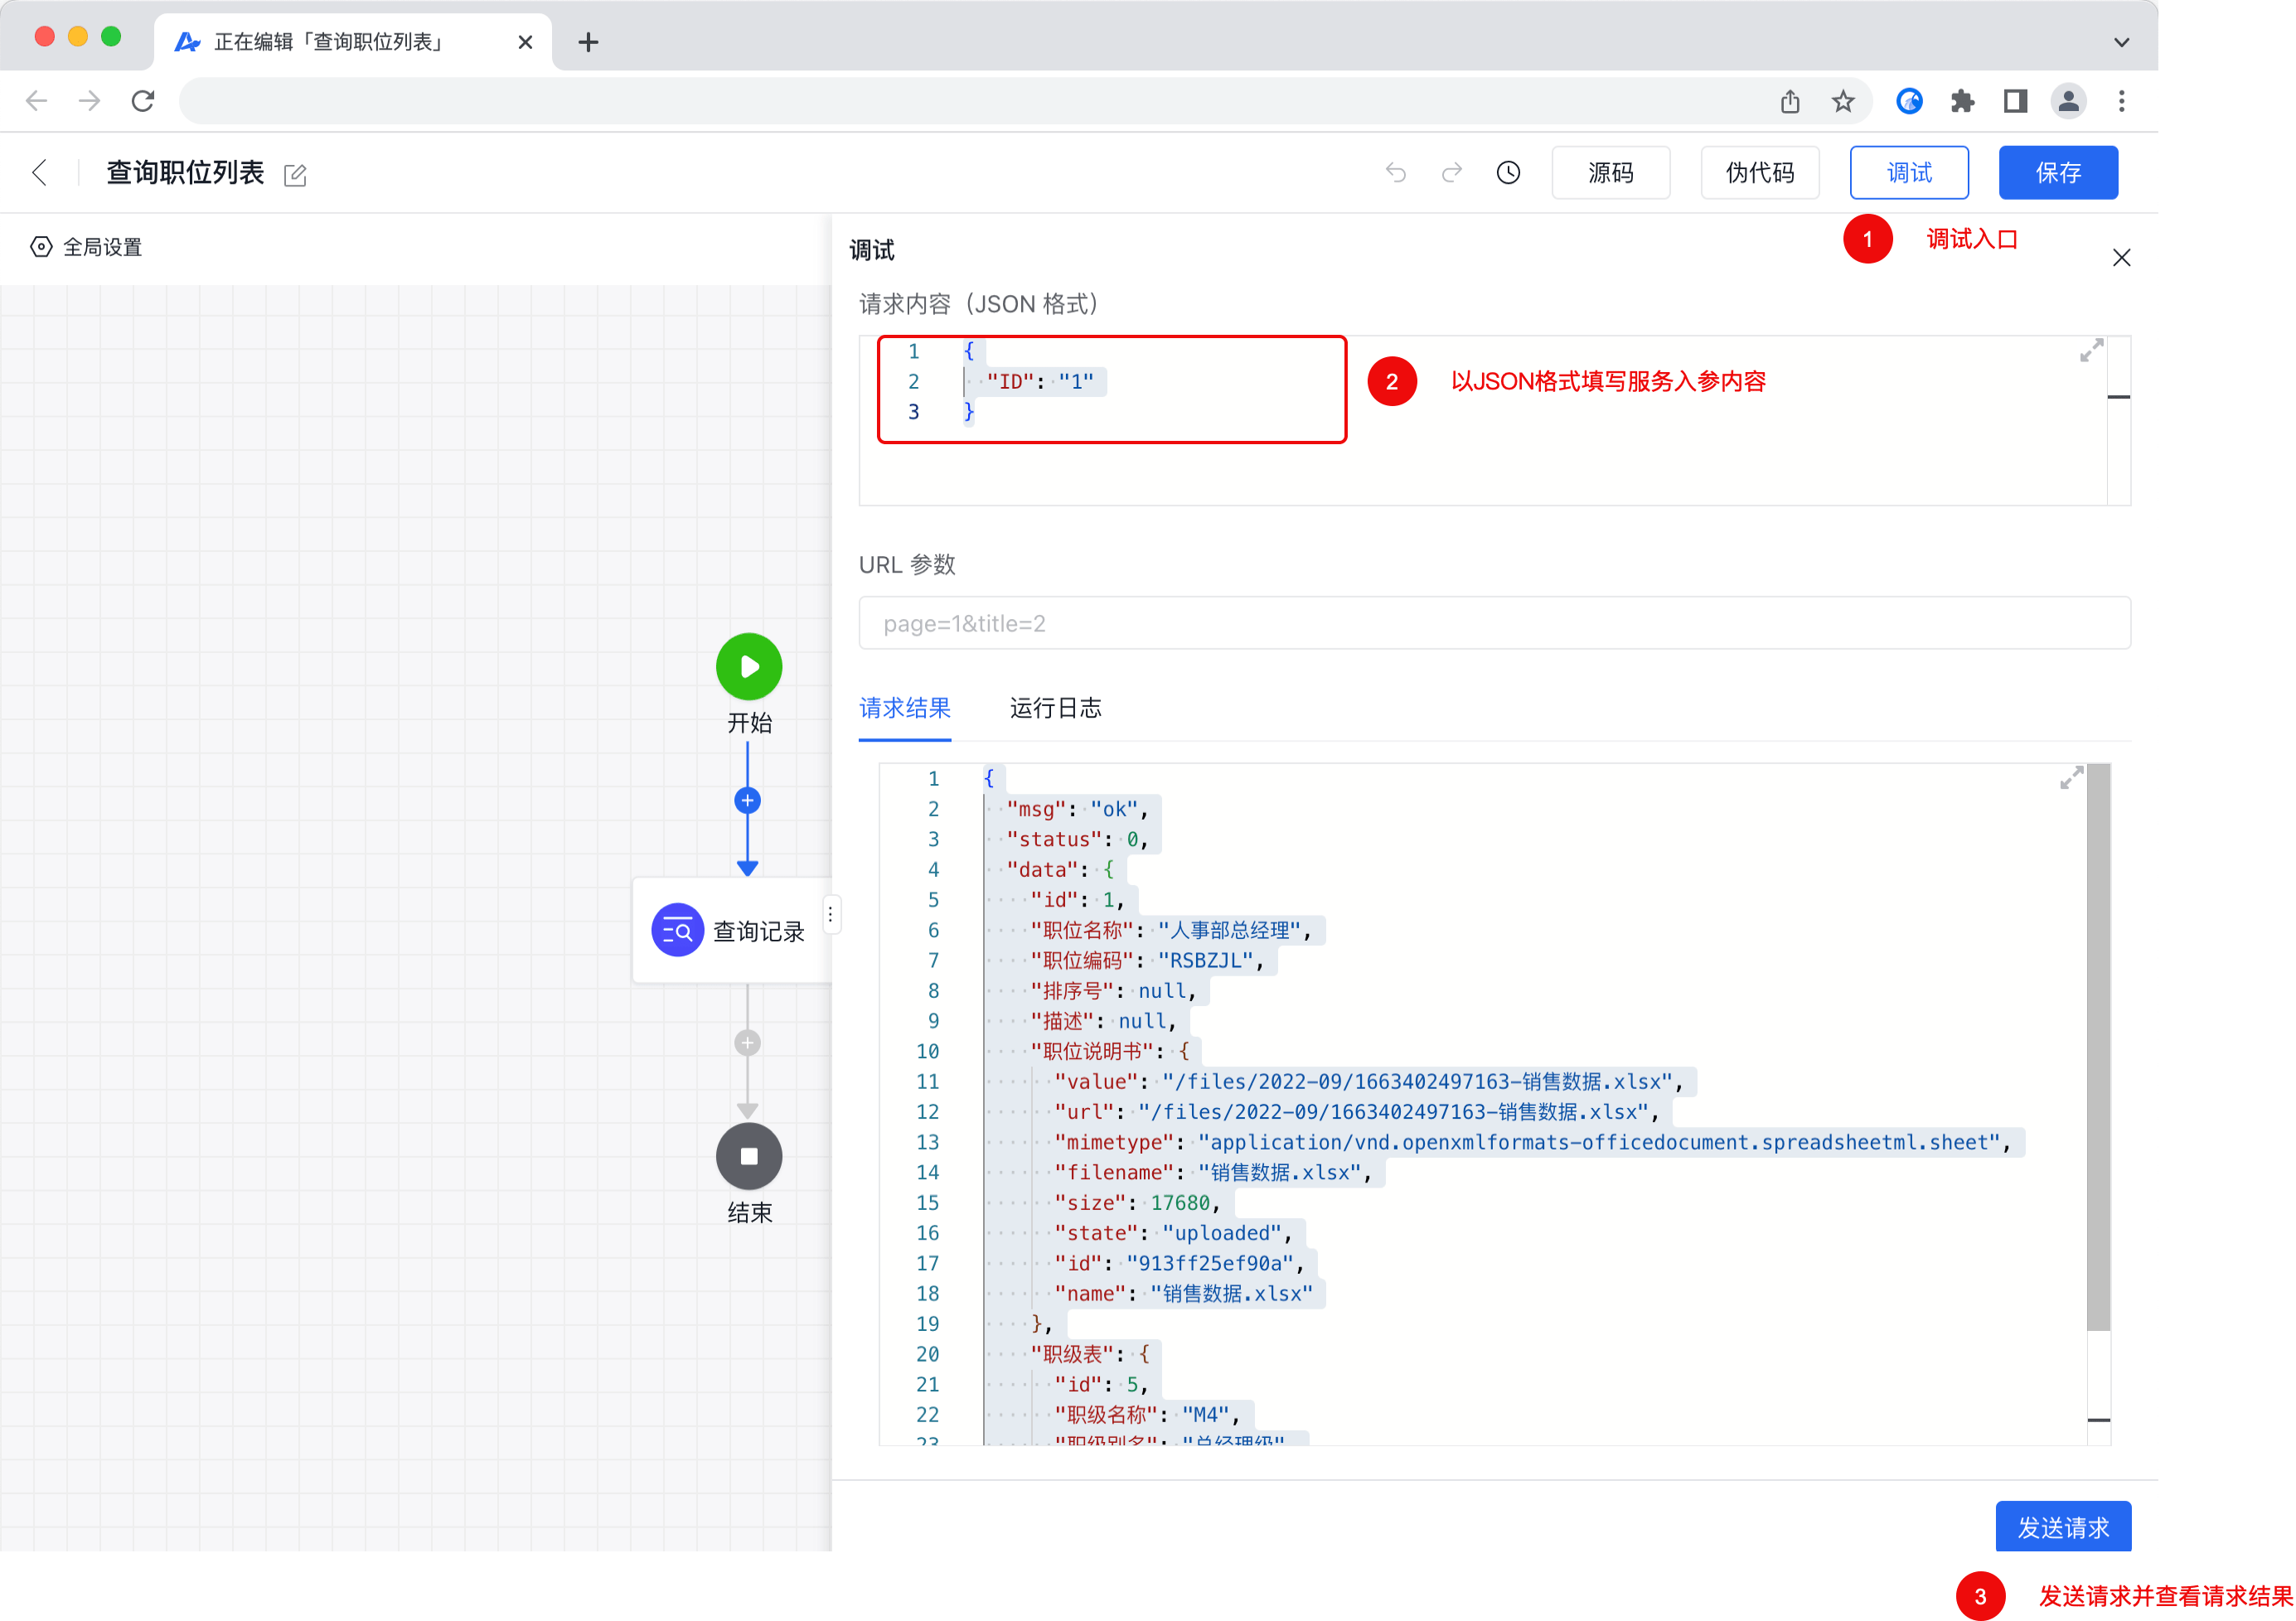 正在编辑「查询职位列表」
查询职位列表
源码
伪代码
调试
保存
全局设置
调试
1
调试入口
请求内容（JSON 格式）
1 {
2 "ID": "1"
3 }
2
以JSON格式填写服务入参内容
URL 参数
page=1&title=2
请求结果
运行日志
开始
查询记录
结束
1 {
2 "msg": "ok",
3 "status": 0,
4 "data": {
5 "id": 1,
6 "职位名称": "人事部总经理",
7 "职位编码": "RSBZJL",
8 "排序号": null,
9 "描述": null,
10 "职位说明书": {
11 "value": "/files/2022-09/1663402497163-销售数据.xlsx",
12 "url": "/files/2022-09/1663402497163-销售数据.xlsx",
13 "mimetype": "application/vnd.openxmlformats-officedocument.spreadsheetml.sheet",
14 "filename": "销售数据.xlsx",
15 "size": 17680,
16 "state": "uploaded",
17 "id": "913ff25ef90a",
18 "name": "销售数据.xlsx"
19 },
20 "职级表": {
21 "id": 5,
22 "职级名称": "M4",
23 "职级别名": "总经理级"
发送请求
3
发送请求并查看请求结果